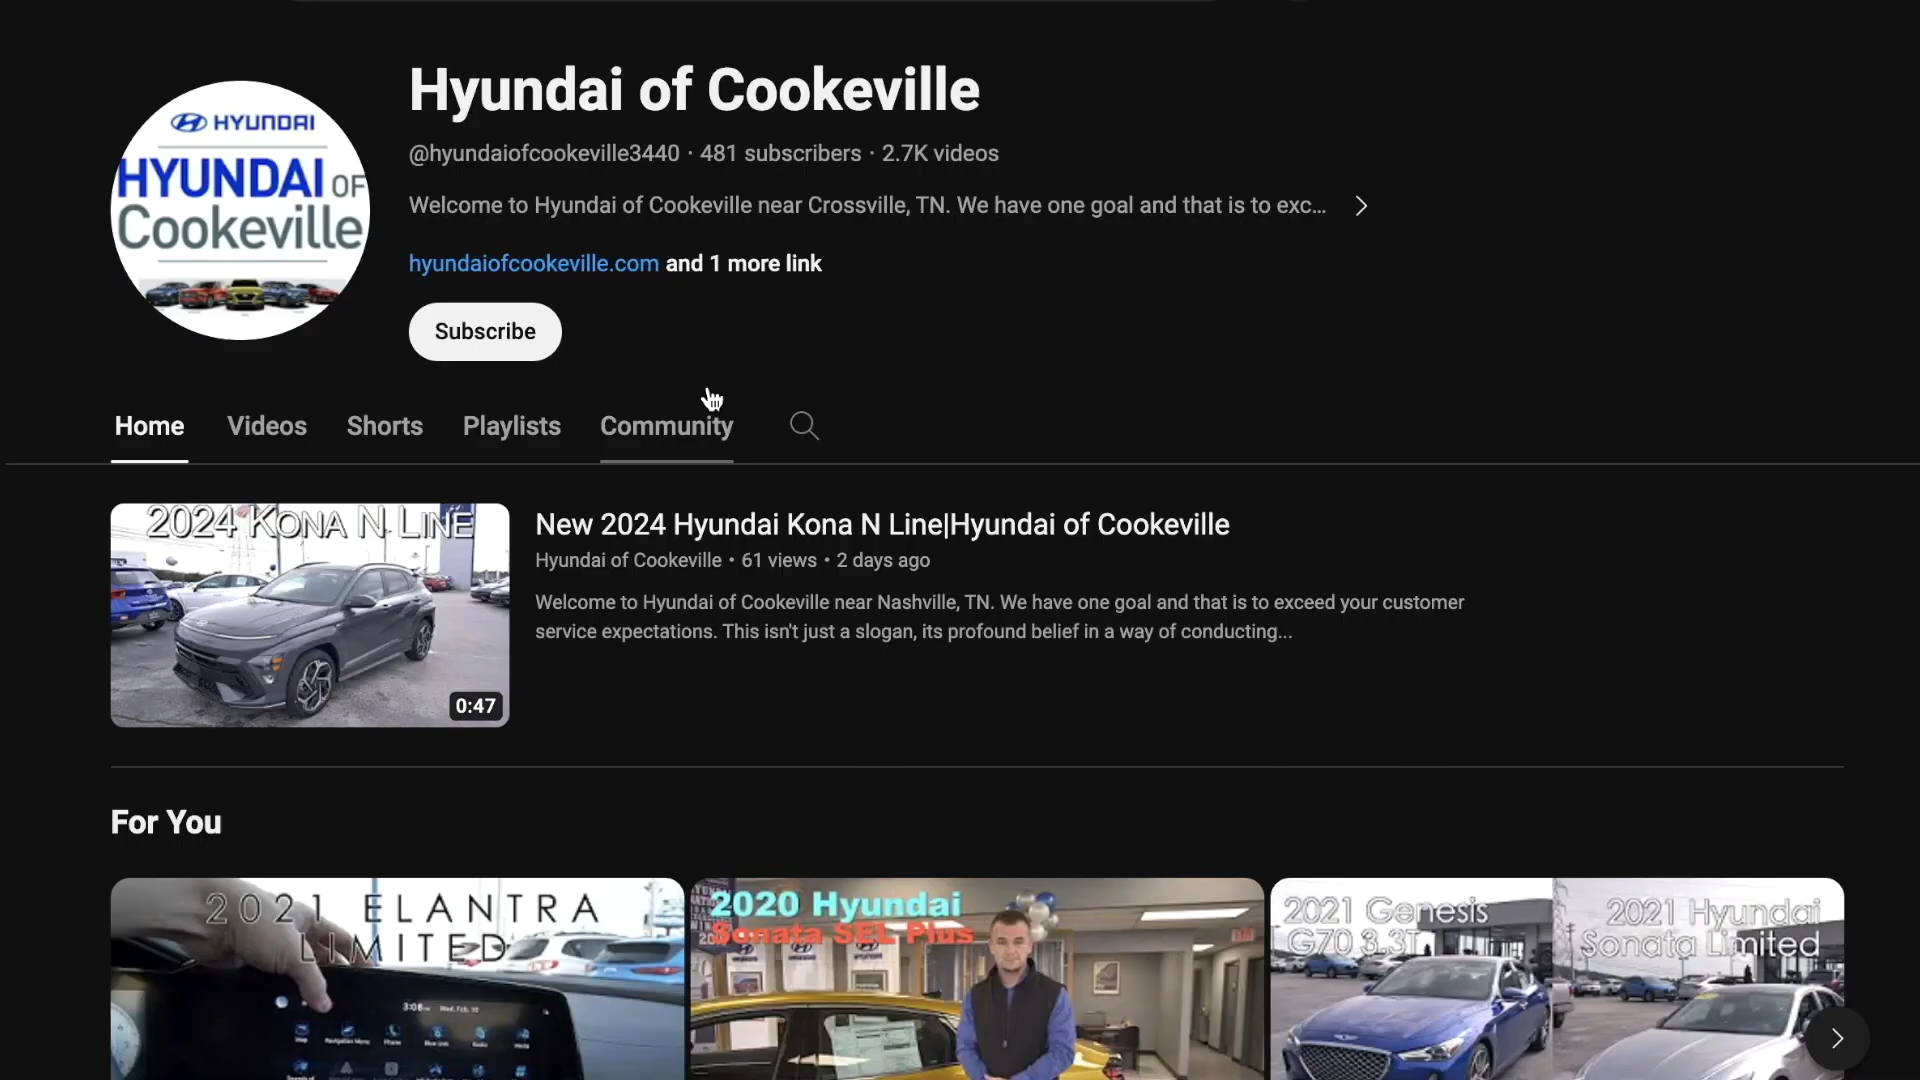 Hyundai of Cookeville
HYUNDAI
HYUNDAI OF
Cookeville
@hyundaiofcookeville3440 · 481 subscribers · 2.7K videos
Welcome to Hyundai of Cookeville near Crossville, TN. We have one goal and that is to exc...
hyundaiofcookeville.com and 1 more link
Subscribe
Home Videos Shorts Playlists Community
2024 KONA N LINE
0:47
New 2024 Hyundai Kona N Line|Hyundai of Cookeville
Hyundai of Cookeville • 61 views • 2 days ago
Welcome to Hyundai of Cookeville near Nashville, TN. We have one goal and that is to exceed your customer
service expectations. This isn't just a slogan, its profound belief in a way of conducting...
For You
2021 ELANTRA
LIMITED
3:08
2020 Hyundai
Sonata SEL Plus
2021 Genesis
G70 3.3T
2021 Hyundai
Sonata Limited